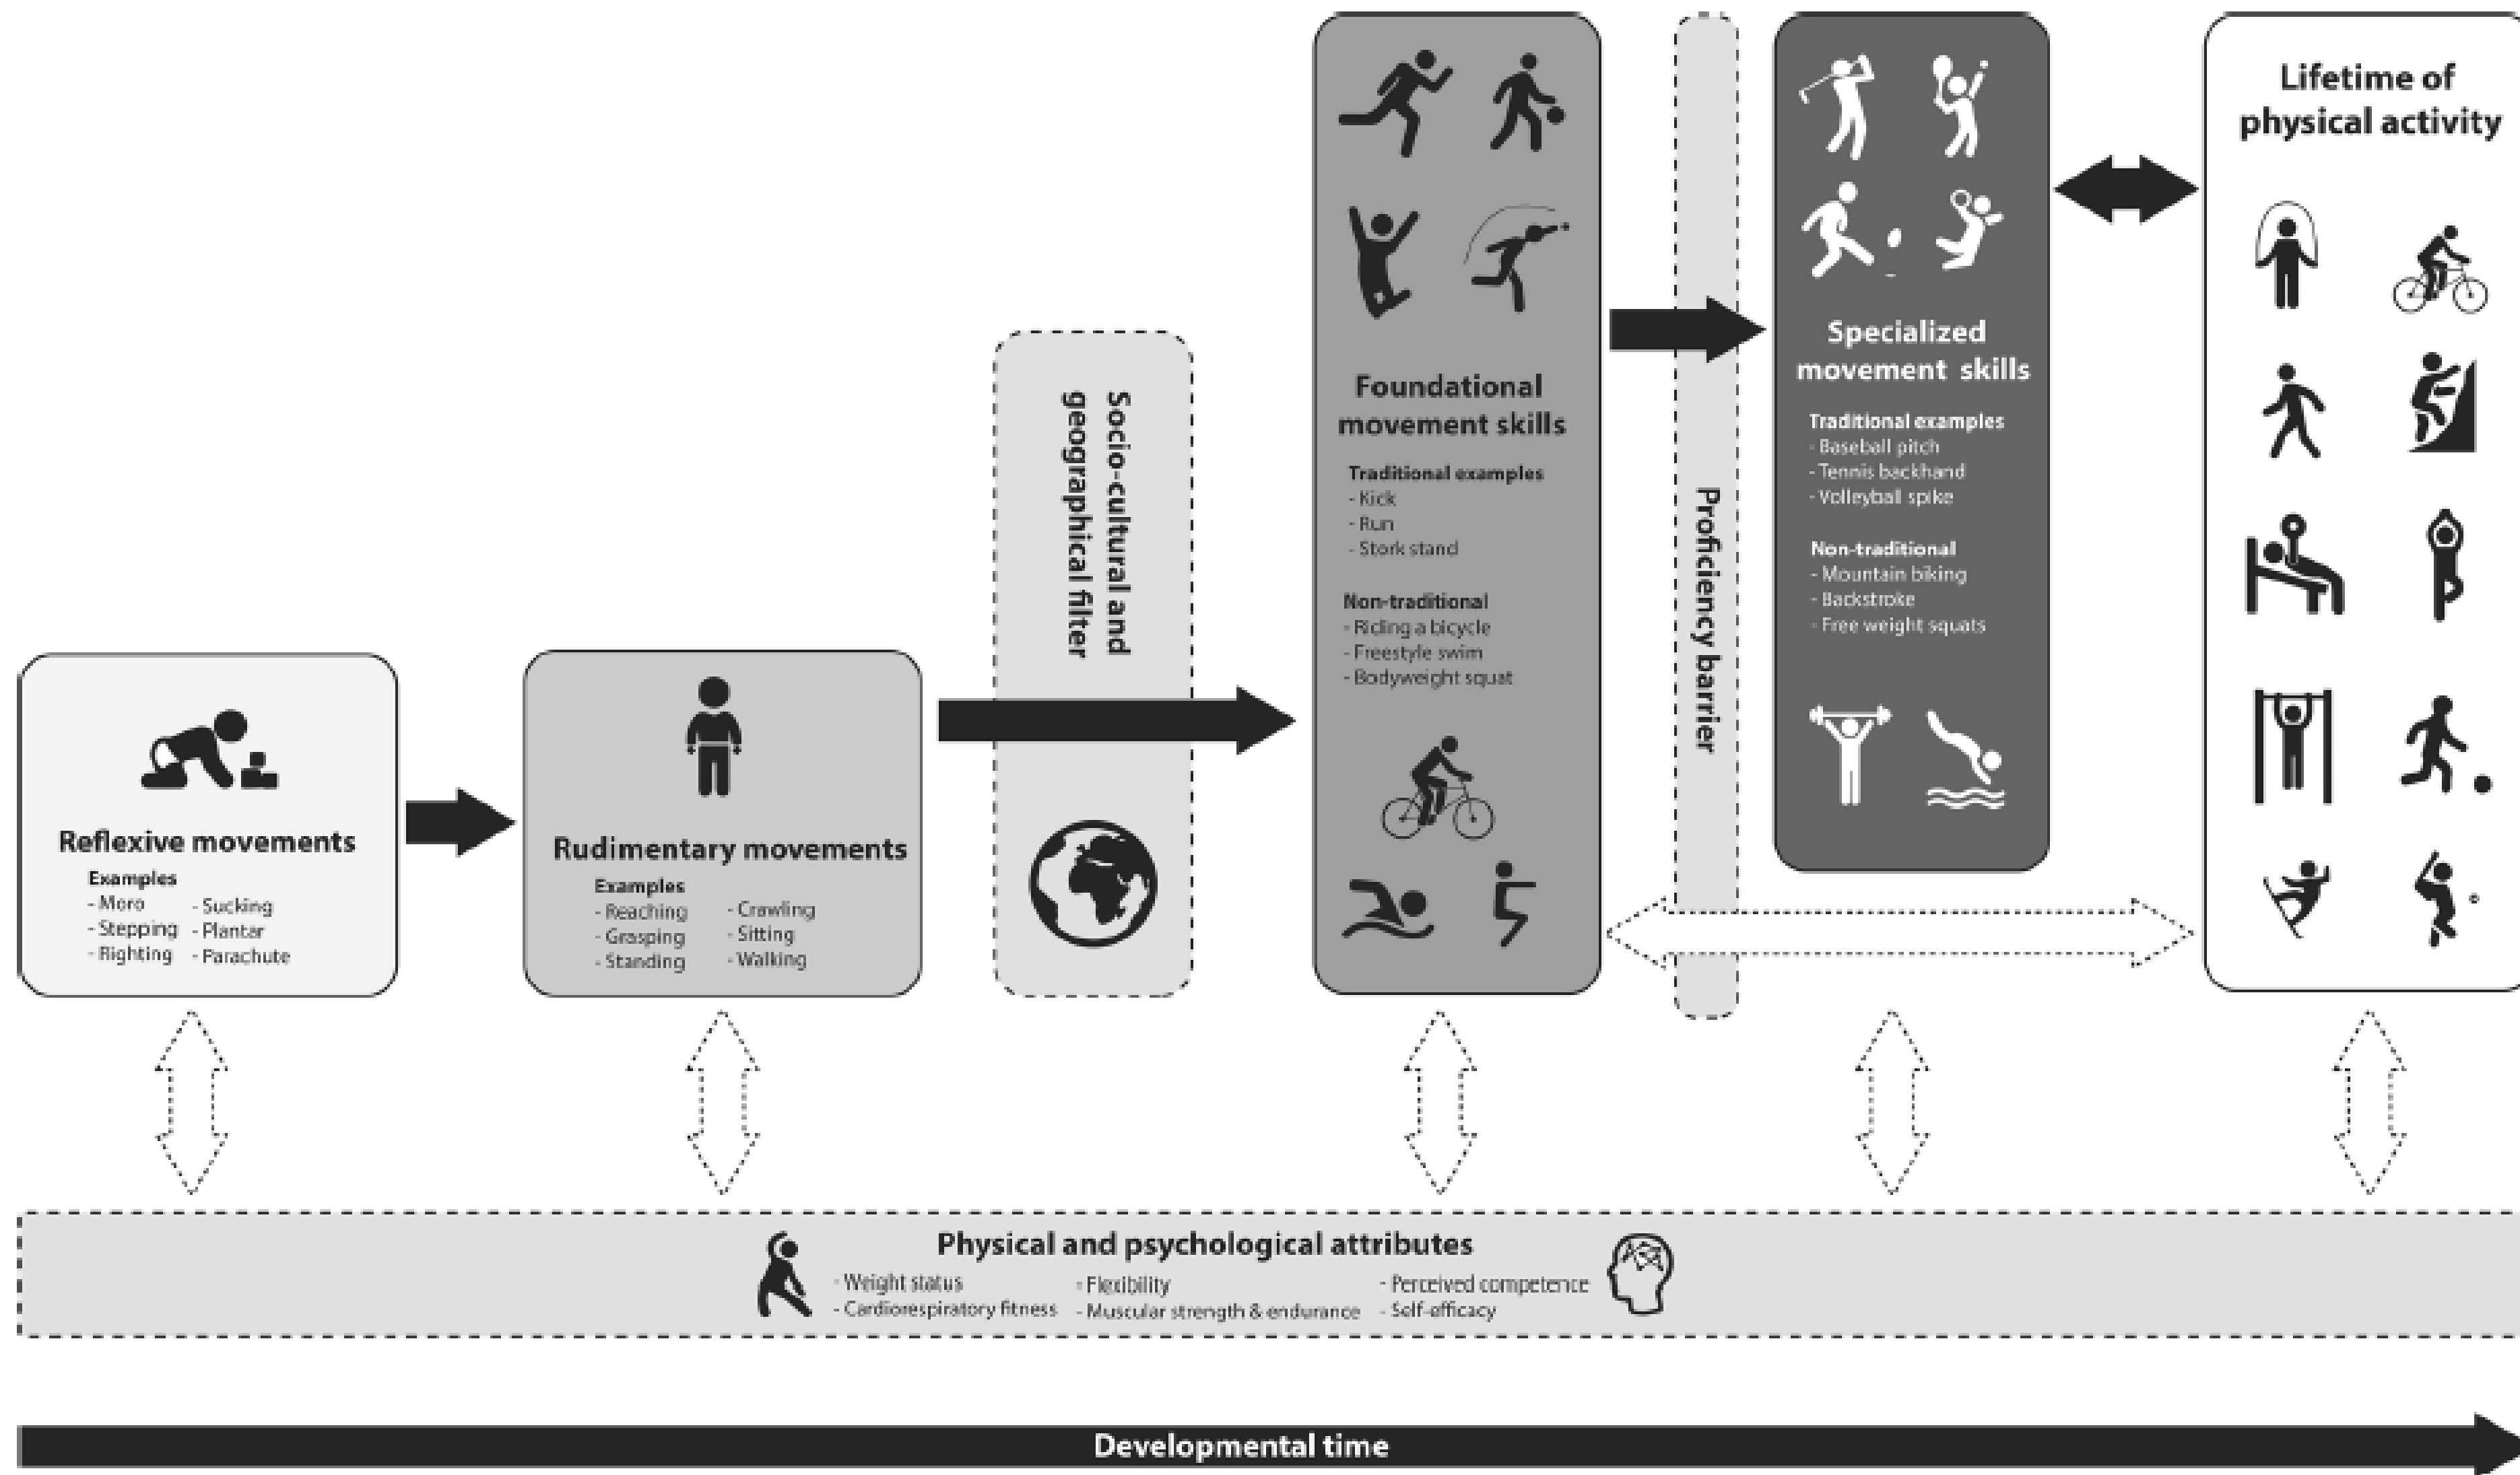 Reflexive movements
Examples
- Moro
- Stepping
- Righting
- Sucking
- Plantar
- Parachute
Rudimentary movements
Examples
- Reaching
- Grasping
- Standing
- Crawling
- Sitting
- Walking
Socio-cultural and
geographical filter
Foundational
movement skills
Traditional examples
- Kick
- Run
- Stork stand
Non-traditional
- Riding a bicycle
- Freestyle swim
- Bodyweight squat
Proficiency barrier
Specialized
movement skills
Traditional examples
- Baseball pitch
- Tennis backhand
- Volleyball spike
Non-traditional
- Mountain biking
- Backstroke
- Free weight squats
Lifetime of
physical activity
Physical and psychological attributes
- Weight status
- Cardiorespiratory fitness
- Flexibility
- Muscular strength & endurance
- Perceived competence
- Self-efficacy
Developmental time